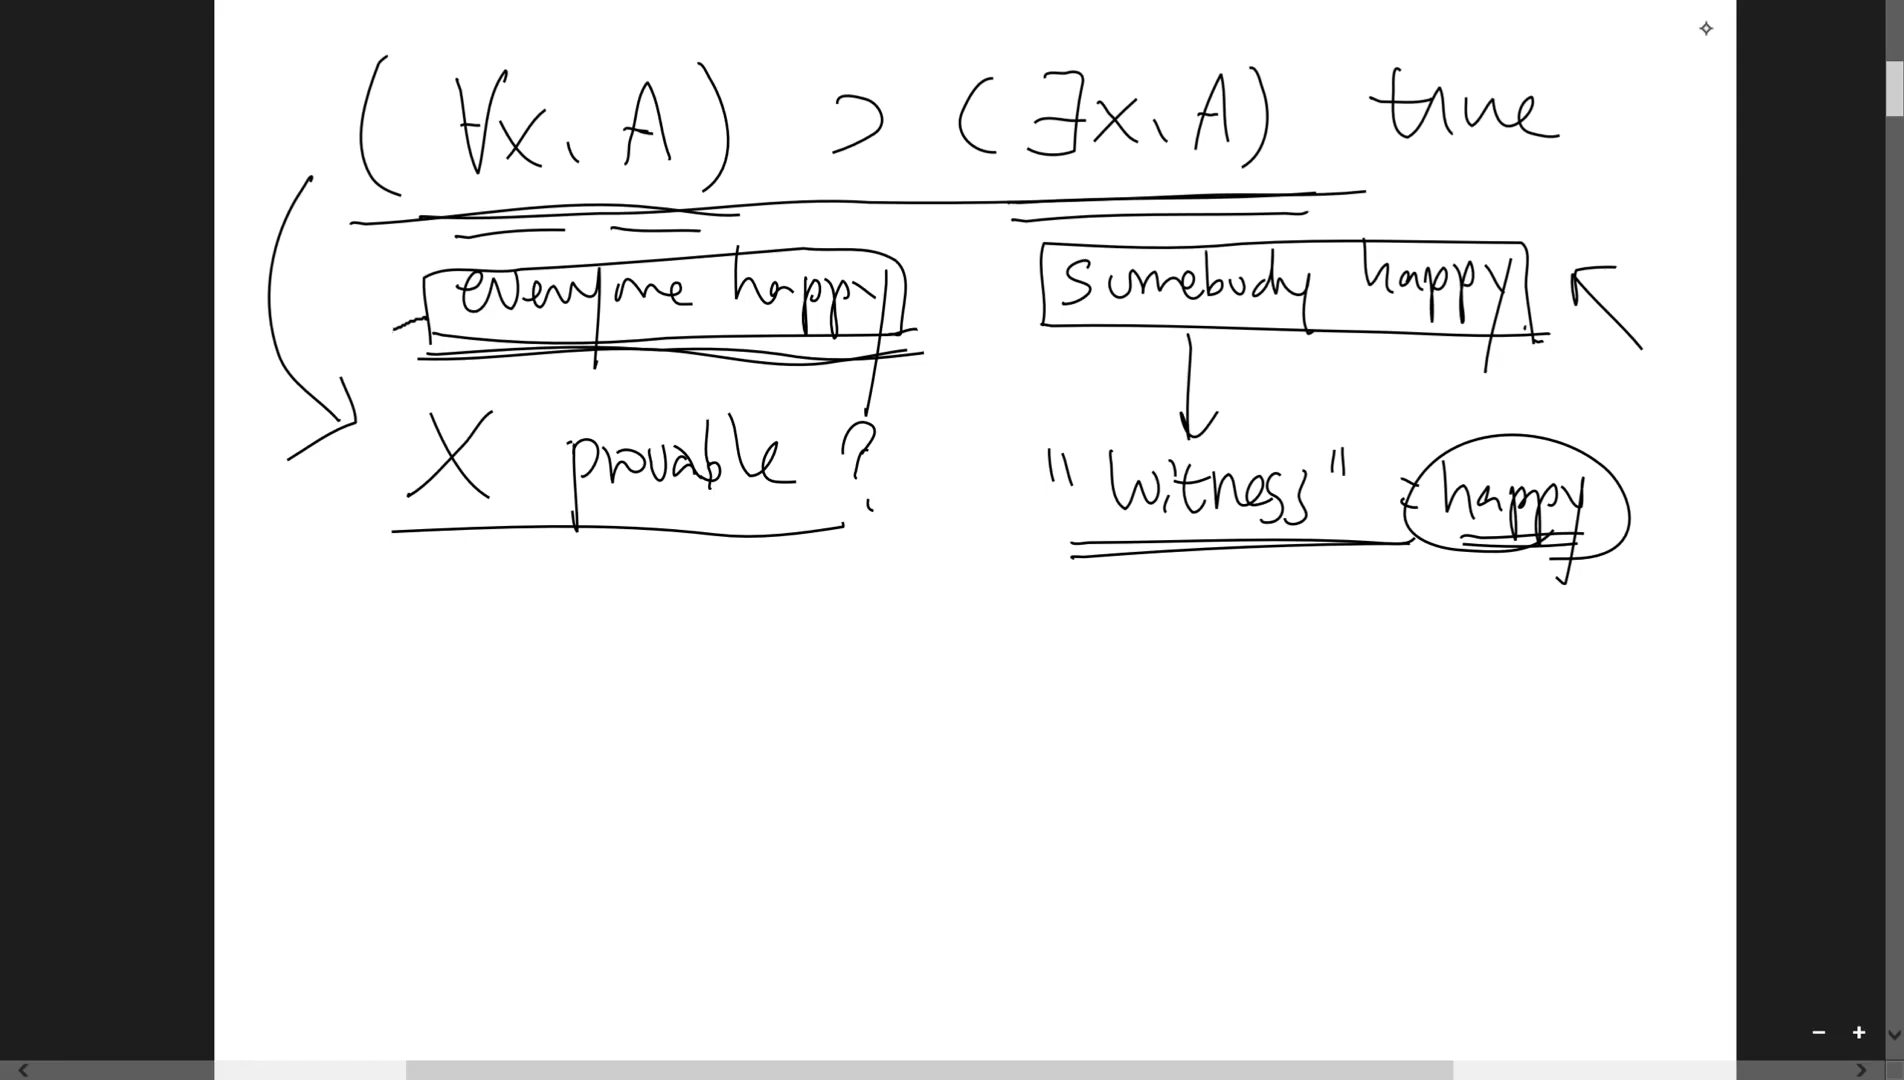 (∀x. A) ⊃ (∃x. A) true
everyone happy
somebody happy
X provable ?
"Witness" : happy